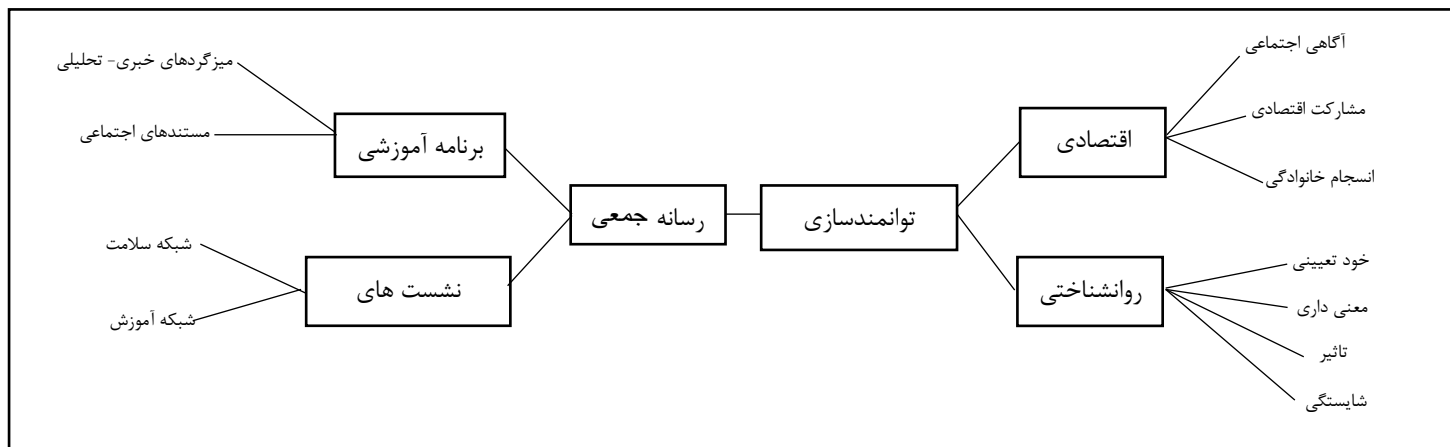 آگاهی اجتماعی
مشارکت اقتصادی
انسجام خانوادگی
اقتصادی
خود تعیینی
معنی داری
تاثیر
شایستگی
روانشناختی
توانمندسازی
رسانه جمعی
برنامه آموزشی
میزگردهای خبری- تحلیلی
مستندهای اجتماعی
نشست های
شبکه سلامت
شبکه آموزش